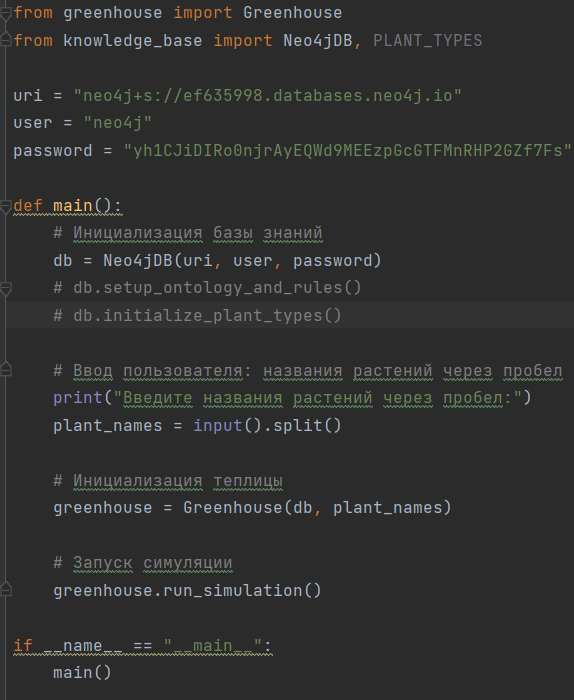 from greenhouse import Greenhouse
from knowledge_base import Neo4jDB, PLANT_TYPES
uri = "neo4j+s://ef635998.databases.neo4j.io"
user = "neo4j"
password = "yh1CJiDIRo0njrAyEQWd9MEEzpGcGTFMnRHP2GZf7Fs"
def main():
# Инициализация базы знаний
db = Neo4jDB(uri, user, password)
# db.setup_ontology_and_rules()
# db.initialize_plant_types()
# Ввод пользователя: названия растений через пробел
print("Введите названия растений через пробел:")
plant_names = input().split()
# Инициализация теплицы
greenhouse = Greenhouse(db, plant_names)
# Запуск симуляции
greenhouse.run_simulation()
if __name__ == "__main__":
main()